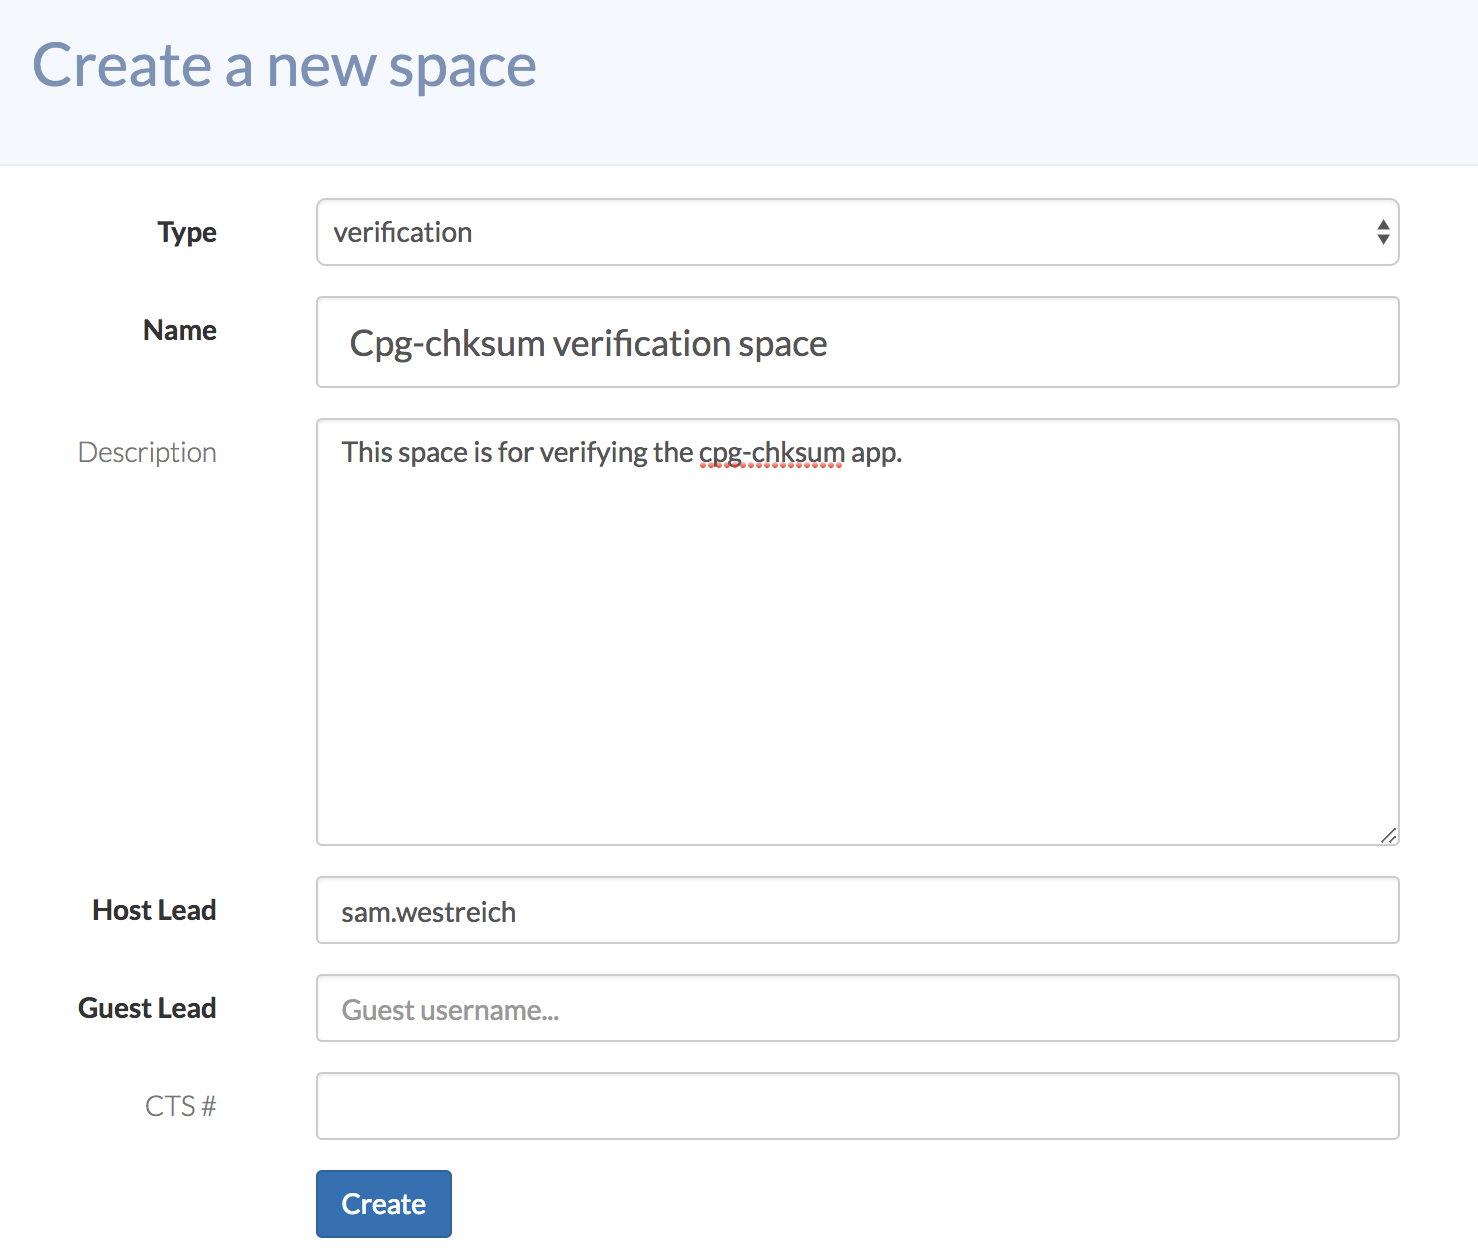 Create a new space
Type
verification
Name
Cpg-chksum verification space
Description
This space is for verifying the cpg-chksum app.
Host Lead
sam.westreich
Guest Lead
Guest username...
CTS #
Create